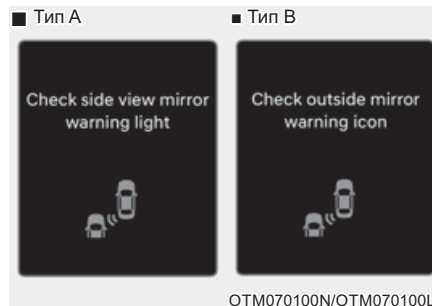 ■ Тип А
■ Тип В
Check side view mirror
warning light
Check outside mirror
warning icon
OTM070100N/OTM070100L